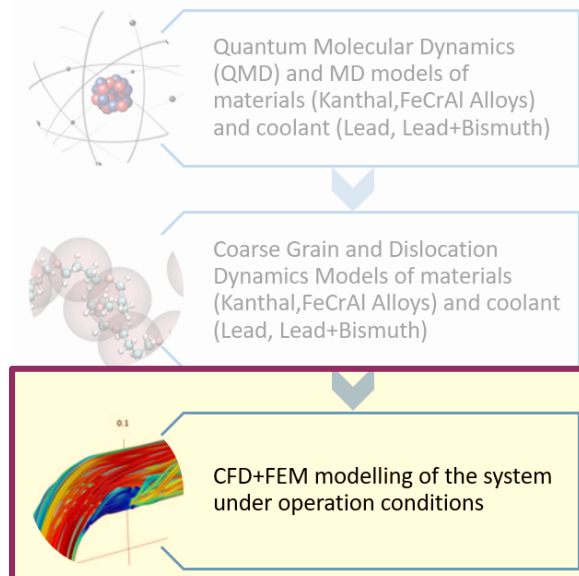 Quantum Molecular Dynamics
(QMD) and MD models of
materials (Kanthal,FeCrAl Alloys)
and coolant (Lead, Lead+Bismuth)
Coarse Grain and Dislocation
Dynamics Models of materials
(Kanthal,FeCrAl Alloys) and coolant
(Lead, Lead+Bismuth)
0.1
CFD+FEM modelling of the system
under operation conditions